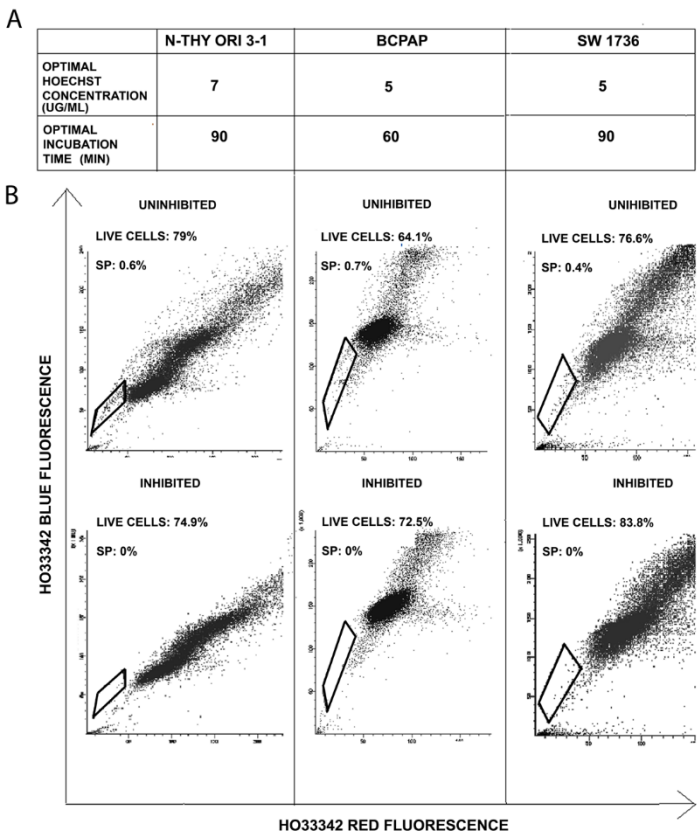 A
N-THY ORI 3-1 BCPAP SW 1736
OPTIMAL
HOECHST
CONCENTRATION
(UG/ML)
7 5 5
OPTIMAL
INCUBATION
TIME (MIN)
90 60 90
B
UNINHIBITED UNIHIBITED UNIHIBITED
LIVE CELLS: 79% LIVE CELLS: 64.1% LIVE CELLS: 76.6%
SP: 0.6% SP: 0.7% SP: 0.4%
INHIBITED INHIBITED INHIBITED
LIVE CELLS: 74.9% LIVE CELLS: 72.5% LIVE CELLS: 83.8%
SP: 0% SP: 0% SP: 0%
HO33342 BLUE FLUORESCENCE
HO33342 RED FLUORESCENCE